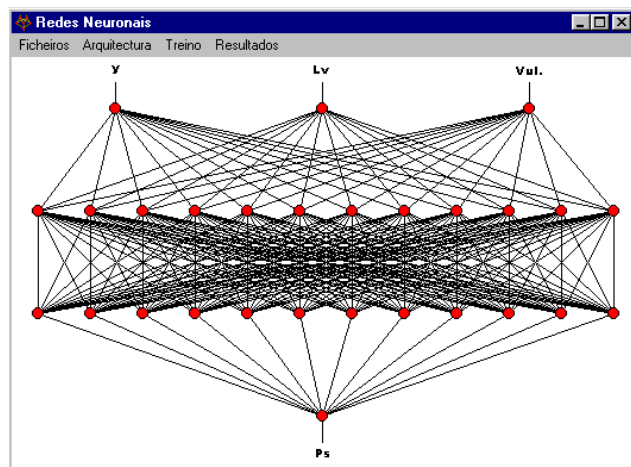 Redes Neuronais
Ficheiros Arquitectura Treino Resultados
y Lv Vul.
Ps